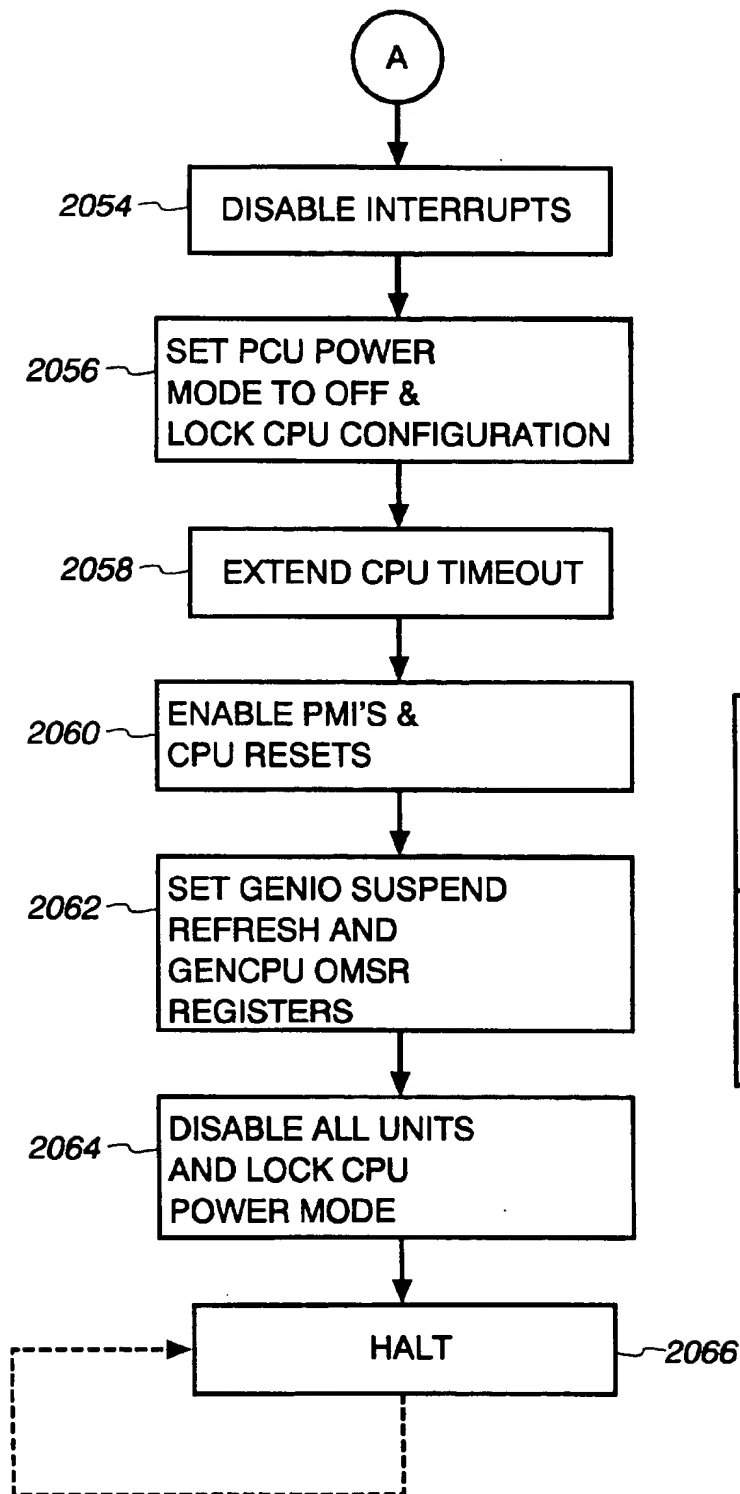 A
2054
DISABLE INTERRUPTS
2056
SET PCU POWER
MODE TO OFF &
LOCK CPU CONFIGURATION
2058
EXTEND CPU TIMEOUT
2060
ENABLE PMI'S &
CPU RESETS
2062
SET GENIO SUSPEND
REFRESH AND
GENCPU OMSR
REGISTERS
2064
DISABLE ALL UNITS
AND LOCK CPU
POWER MODE
HALT
2066